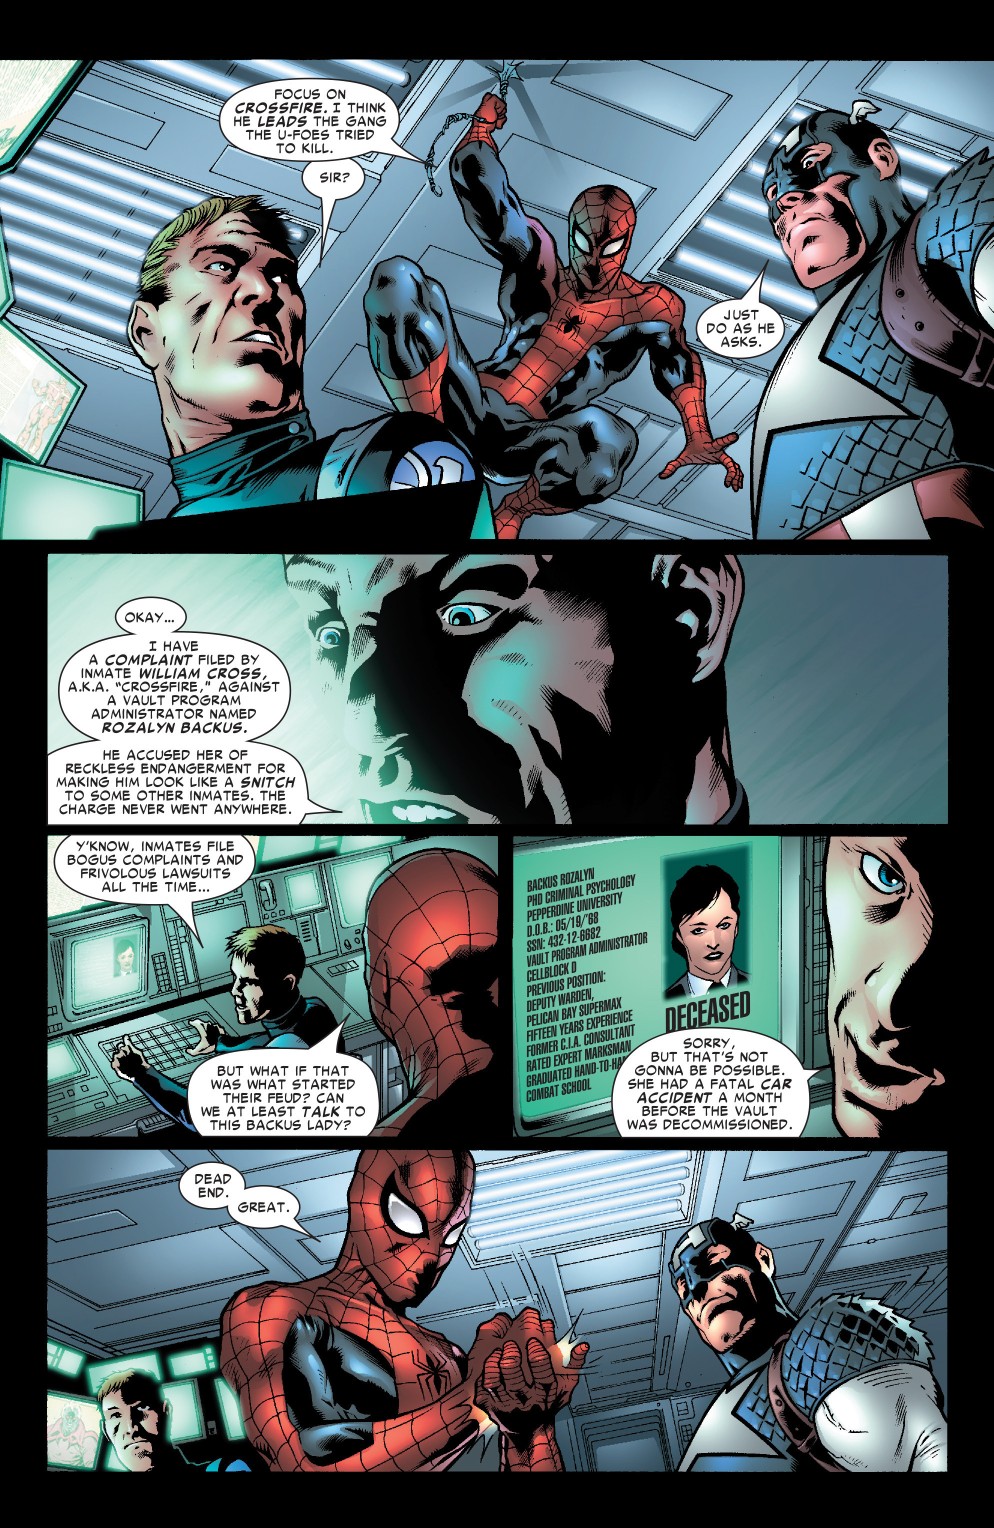 FOCUS ON
CROSSFIRE. I THINK
HE LEADS THE GANG
THE U-FOES TRIED
TO KILL.
SIR?
JUST
DO AS HE
ASKS.
OKAY...
I HAVE
A COMPLAINT FILED BY
INMATE WILLIAM CROSS,
A.K.A. "CROSSFIRE," AGAINST
A VAULT PROGRAM
ADMINISTRATOR NAMED
ROZALYN BACKUS.
HE ACCUSED HER OF
RECKLESS ENDANGERMENT FOR
MAKING HIM LOOK LIKE A SNITCH
TO SOME OTHER INMATES. THE
CHARGE NEVER WENT ANYWHERE.
Y'KNOW, INMATES FILE
BOGUS COMPLAINTS AND
FRIVOLOUS LAWSUITS
ALL THE TIME...
BUT WHAT IF THAT
WAS WHAT STARTED
THEIR FEUD? CAN
WE AT LEAST TALK TO
THIS BACKUS LADY?
BACKUS ROZALYN
PHD CRIMINAL PSYCHOLOGY
PEPPERDINE UNIVERSITY
D.O.B.: 05/19/'68
SSN: 432-12-6682
VAULT PROGRAM ADMINISTRATOR
CELLBLOCK D
PREVIOUS POSITION:
DEPUTY WARDEN,
PELICAN BAY SUPERMAX
FIFTEEN YEARS EXPERIENCE
FORMER C.I.A. CONSULTANT
RATED EXPERT MARKSMAN
GRADUATED HAND-TO-HA
COMBAT SCHOOL
DECEASED
SORRY,
BUT THAT'S NOT
GONNA BE POSSIBLE.
SHE HAD A FATAL CAR
ACCIDENT A MONTH
BEFORE THE VAULT
WAS DECOMMISSIONED.
DEAD
END.
GREAT.